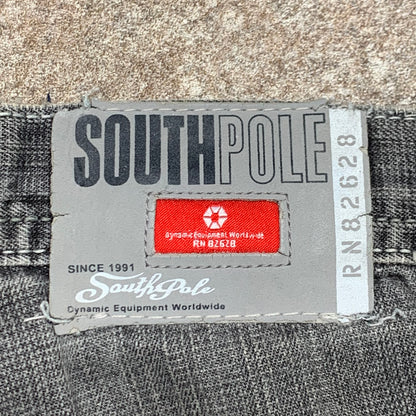 SOUTHPOLE
RN82628
Dynamic Equipment Worldwide
RN 82628
SINCE 1991
SouthPole
Dynamic Equipment Worldwide